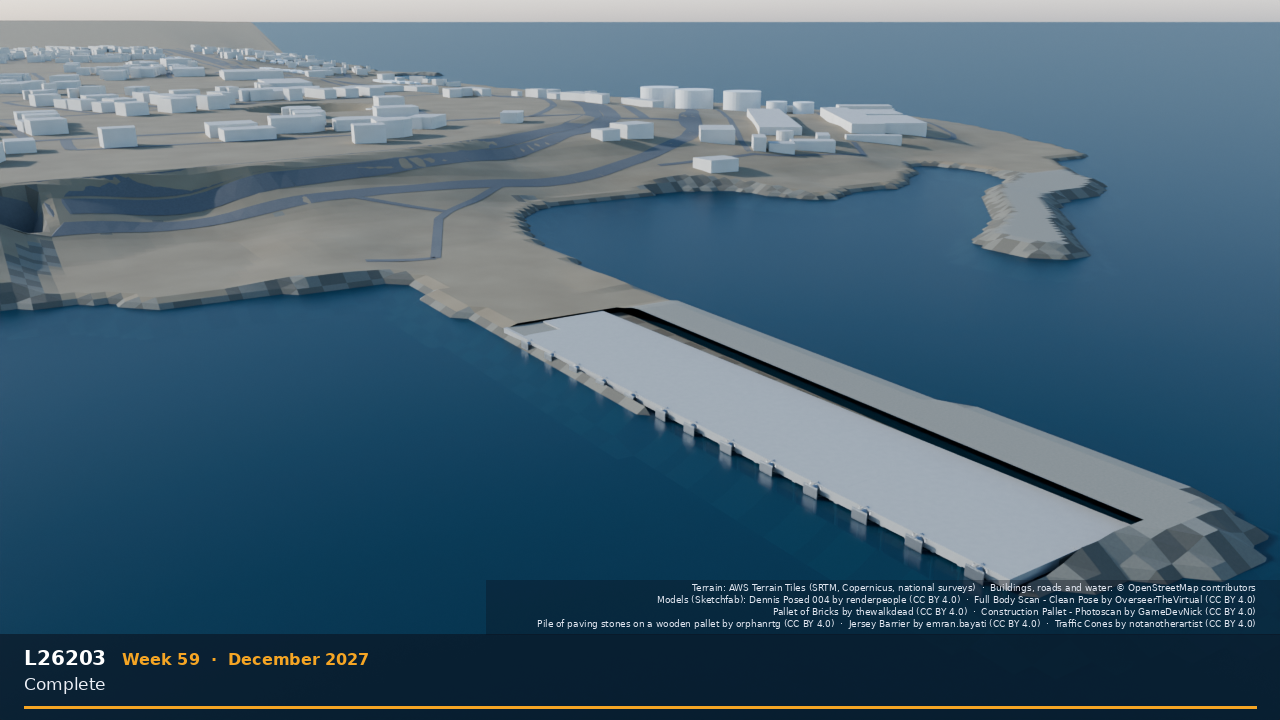 Terrain: AWS Terrain Tiles (SRTM, Copernicus, national surveys)  ·  Buildings, roads and water: © OpenStreetMap contributors
Models (Sketchfab): Dennis Posed 004 by renderpeople (CC BY 4.0)  ·  Full Body Scan - Clean Pose by OverseerTheVirtual (CC BY 4.0)
Pallet of Bricks by thewalkdead (CC BY 4.0)  ·  Construction Pallet - Photoscan by GameDevNick (CC BY 4.0)
Pile of paving stones on a wooden pallet by orphanrtg (CC BY 4.0)  ·  Jersey Barrier by emran.bayati (CC BY 4.0)  ·  Traffic Cones by notanotherartist (CC BY 4.0)
L26203 Week 59 · December 2027
Complete